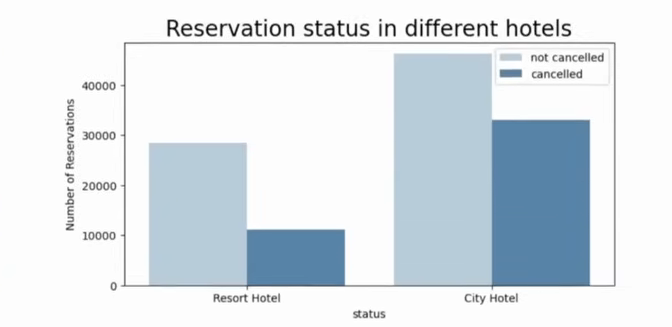 Reservation status in different hotels
not cancelled
cancelled
Number of Reservations
40000
30000
20000
10000
0
Resort Hotel
City Hotel
status